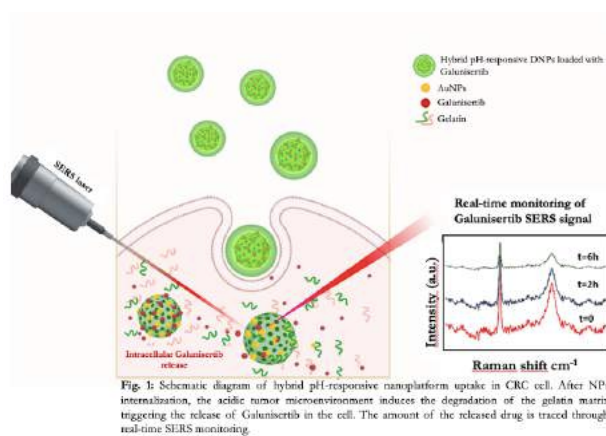 Hybrid pH-responsive DNPs loaded with
Galunisertib
AuNPs
Galunisertib
Gelatin
SERS laser
Real-time monitoring of
Galunisertib SERS signal
t=6h
t=2h
t=0
Intensity (a.u.)
Raman shift cm⁻¹
Intracellular Galunisertib
release
Fig. 1: Schematic diagram of hybrid pH-responsive nanoplatform uptake in CRC cell. After NPs
internalization, the acidic tumor microenvironment induces the degradation of the gelatin matrix
triggering the release of Galunisertib in the cell. The amount of the released drug is traced through
real-time SERS monitoring.